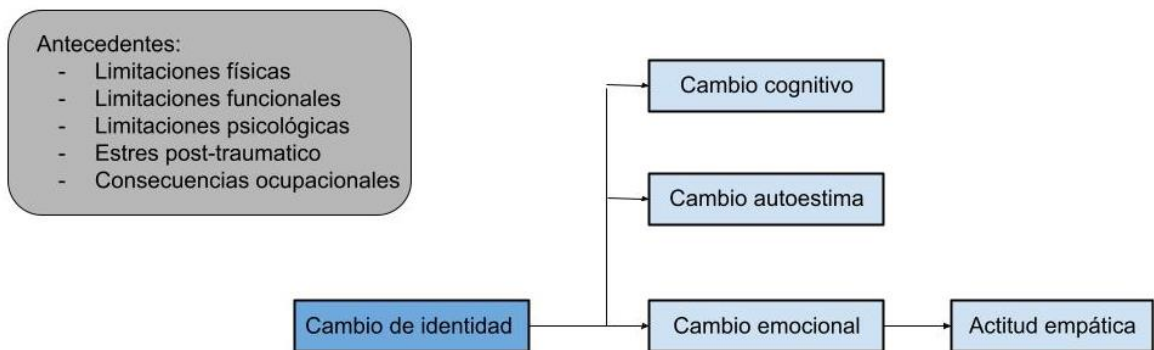 Antecedentes:
- Limitaciones físicas
- Limitaciones funcionales
- Limitaciones psicológicas
- Estres post-traumatico
- Consecuencias ocupacionales
Cambio cognitivo
Cambio autoestima
Cambio de identidad
Cambio emocional
Actitud empática